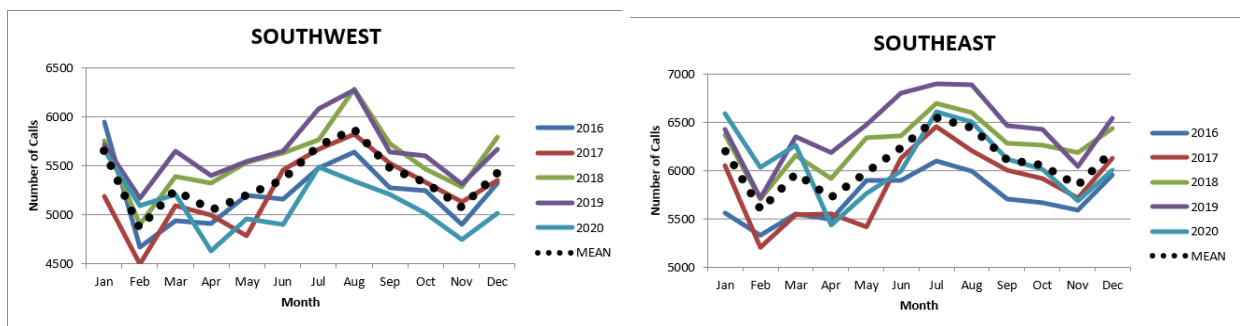 SOUTHWEST
6500
6000
5500
5000
4500
Number of Calls
Jan Feb Mar Apr May Jun Jul Aug Sep Oct Nov Dec
Month
2016
2017
2018
2019
2020
MEAN
SOUTHEAST
7000
6500
6000
5500
5000
Number of Calls
Jan Feb Mar Apr May Jun Jul Aug Sep Oct Nov Dec
Month
2016
2017
2018
2019
2020
MEAN